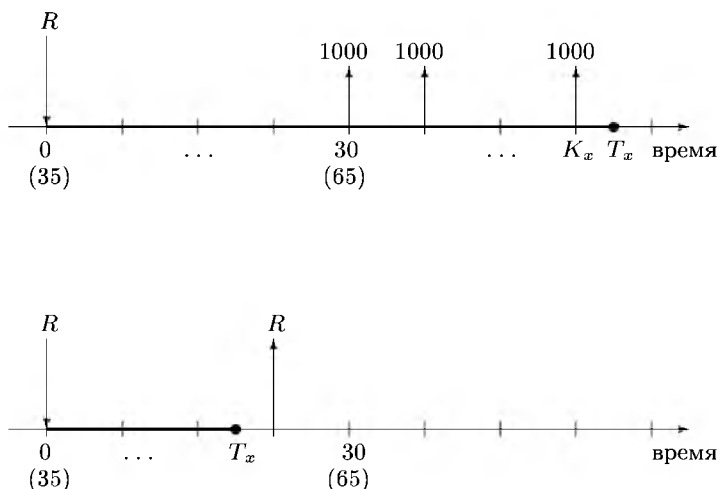 R
1000 1000 1000
0 ... 30 ... K_x T_x время
(35) (65)
R R
0 ... T_x 30 время
(35) (65)